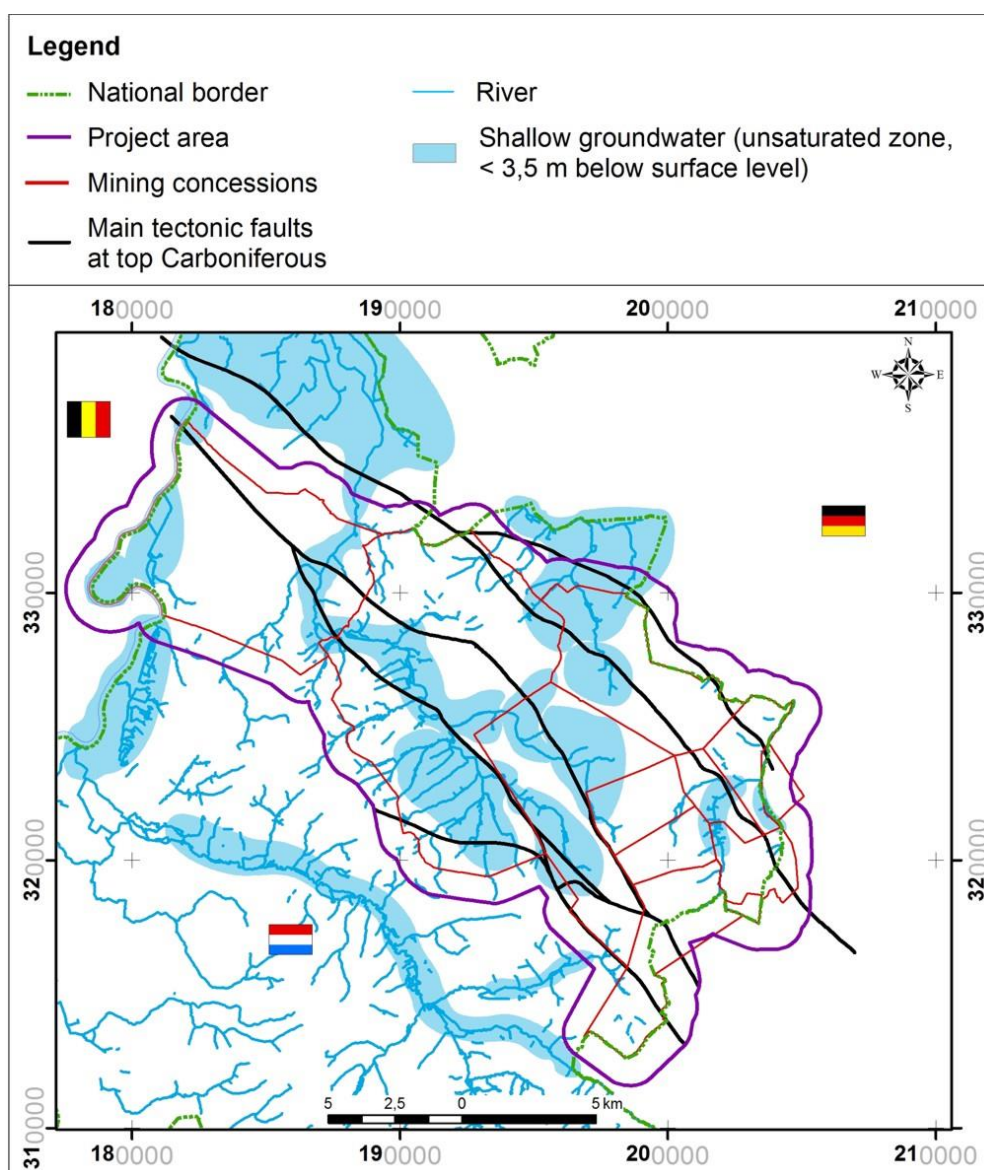 Legend
National border
River
Project area
Shallow groundwater (unsaturated zone,
< 3,5 m below surface level)
Mining concessions
Main tectonic faults
at top Carboniferous
180000 190000 200000 210000
N
W E
S
330000 330000
320000 320000
310000 310000
5 2,5 0 5 km
180000 190000 200000 210000